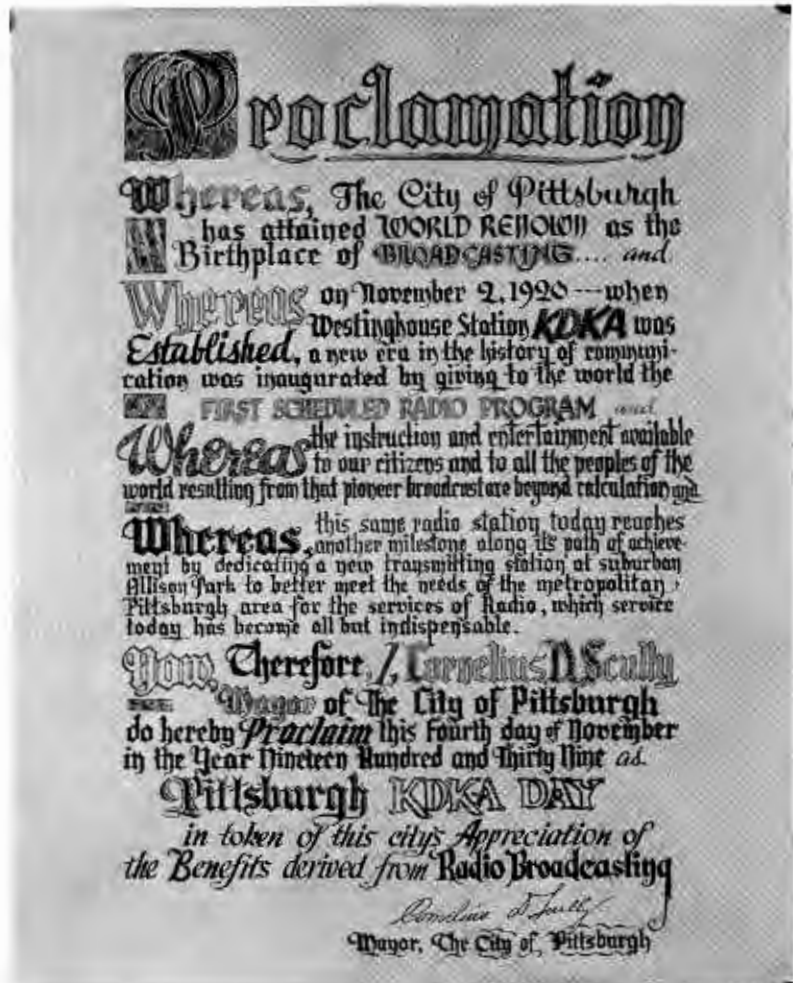 Proclamation
Whereas, The City of Pittsburgh
has attained WORLD RENOWN as the
Birthplace of BROADCASTING.... and
Whereas on November 2, 1920 -- when
Westinghouse Station KDKA was
Established, a new era in the history of communi-
cation was inaugurated by giving to the world the
FIRST SCHEDULED RADIO PROGRAM and
Whereas the instruction and entertainment available
to our citizens and to all the peoples of the
world resulting from that pioneer broadcast are beyond calculation and
Whereas, this same radio station today reaches
another milestone along its path of achieve-
ment by dedicating a new transmitting station at suburban
Allison Park to better meet the needs of the metropolitan
Pittsburgh area for the services of Radio, which service
today has become all but indispensable.
Now, Therefore, I, Cornelius D. Scully
Mayor of The City of Pittsburgh
do hereby Proclaim this Fourth day of November
in the Year Nineteen Hundred and Thirty Nine as
Pittsburgh KDKA DAY
in token of this city's Appreciation of
the Benefits derived from Radio Broadcasting
Cornelius D Scully
Mayor, The City of Pittsburgh